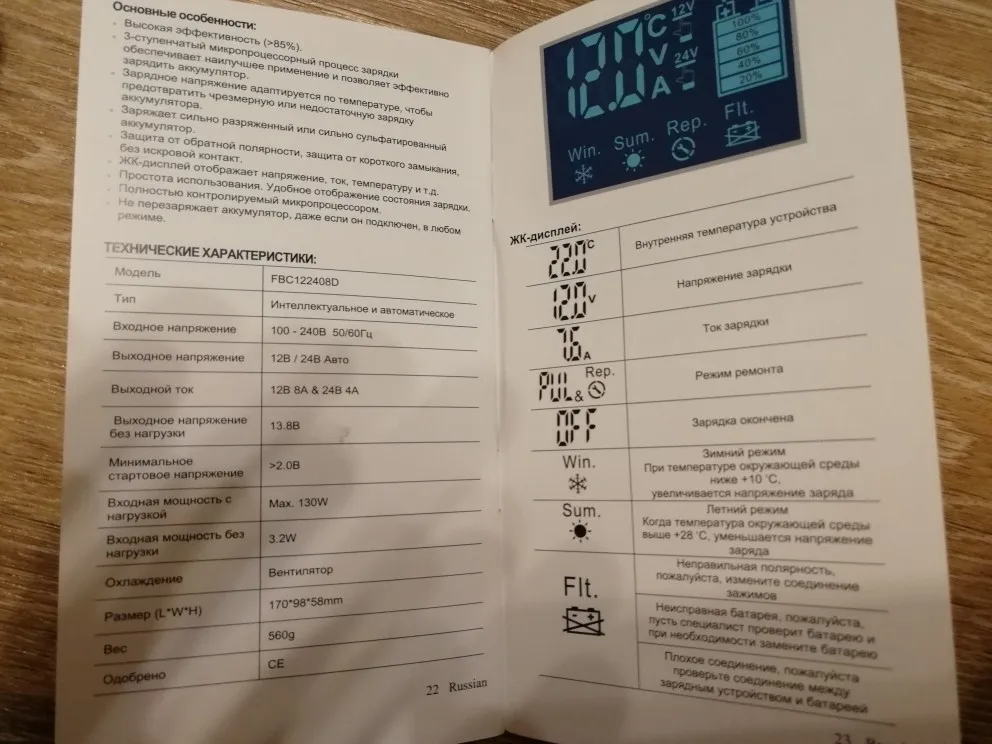 Основные особенности:
Высокая эффективность (>85%).
3-ступенчатый микропроцессорный процесс зарядки
обеспечивает наилучшее применение и позволяет эффективно
зарядить аккумулятор.
Зарядное напряжение адаптируется по температуре, чтобы
предотвратить чрезмерную или недостаточную зарядку
аккумулятора.
Заряжает сильно разряженный или сильно сульфатированный
аккумулятор.
Защита от обратной полярности, защита от короткого замыкания,
без искровой контакт.
ЖК-дисплей отображает напряжение, ток, температуру и т.д.
Простота использования. Удобное отображение состояния зарядки.
Полностью контролируемый микропроцессором.
Не перезаряжает аккумулятор, даже если он подключен, в любом
режиме.
ТЕХНИЧЕСКИЕ ХАРАКТЕРИСТИКИ:
Модель FBC122408D
Тип Интеллектуальное и автоматическое
Входное напряжение 100 - 240В 50/60Гц
Выходное напряжение 12В / 24В Авто
Выходной ток 12В 8А & 24В 4А
Выходное напряжение
без нагрузки 13.8В
Минимальное
стартовое напряжение >2.0В
Входная мощность с
нагрузкой Max. 130W
Входная мощность без
нагрузки 3.2W
Охлаждение Вентилятор
Размер (L*W*H) 170*98*58mm
Вес 560g
Одобрено CE
22 Russian
°C 12V
V
24V
A
100%
80%
60%
40%
20%
Win. Sum. Rep. Flt.
ЖК-дисплей:
22.0°C Внутренняя температура устройства
12.0V Напряжение зарядки
7.5A Ток зарядки
PUL & Rep. Режим ремонта
OFF Зарядка окончена
Win. Зимний режим
При температуре окружающей среды
ниже +10 °C,
увеличивается напряжение заряда
Sum. Летний режим
Когда температура окружающей среды
выше +28 °C, уменьшается напряжение
заряда
Flt. Неправильная полярность,
пожалуйста, измените соединение
зажимов
Неисправная батарея, пожалуйста,
пусть специалист проверит батарею и
при необходимости замените батарею
Плохое соединение, пожалуйста
проверьте соединение между
зарядным устройством и батареей
23